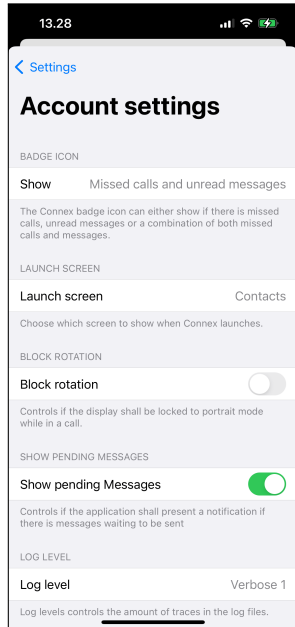 13.28
Settings
Account settings
BADGE ICON
Show Missed calls and unread messages
The Connex badge icon can either show if there is missed
calls, unread messages or a combination of both missed
calls and messages.
LAUNCH SCREEN
Launch screen Contacts
Choose which screen to show when Connex launches.
BLOCK ROTATION
Block rotation
Controls if the display shall be locked to portrait mode
while in a call.
SHOW PENDING MESSAGES
Show pending Messages
Controls if the application shall present a notification if
there is messages waiting to be sent
LOG LEVEL
Log level Verbose 1
Log levels controls the amount of traces in the log files.